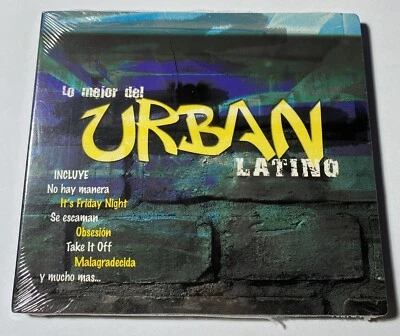 Lo mejor del
URBAN
LATINO
INCLUYE
No hay manera
It's Friday Night
Se escaman
Obsesión
Take It Off
Malagradecida
y mucho mas...